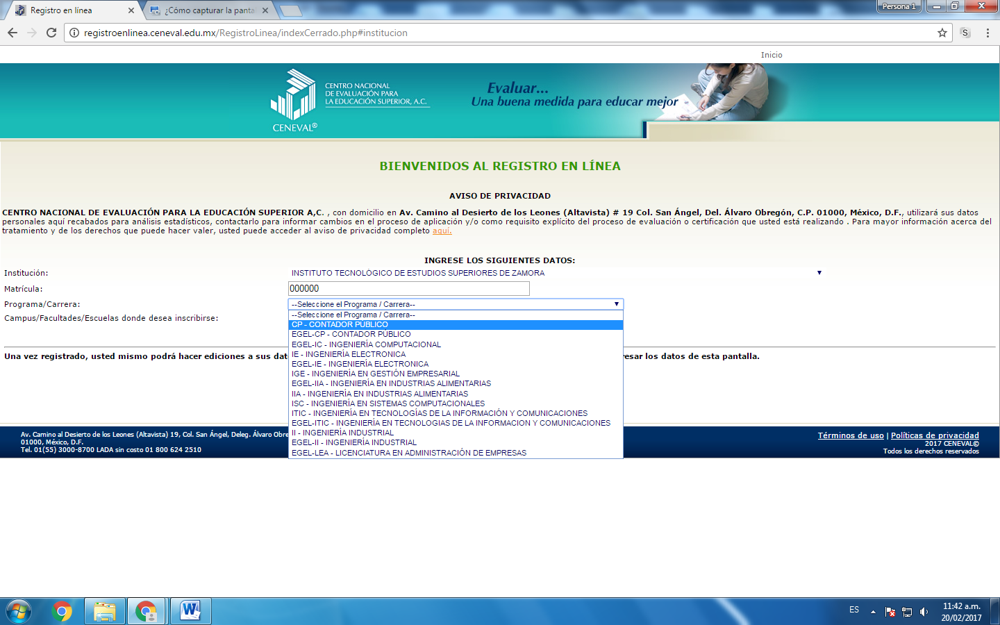 Registro en línea
¿Cómo capturar la panta
Persona 1
registroenlinea.ceneval.edu.mx/RegistroLinea/indexCerrado.php#institucion
S
Inicio
CENTRO NACIONAL
DE EVALUACIÓN PARA
LA EDUCACIÓN SUPERIOR, A.C.
CENEVAL®
Evaluar...
Una buena medida para educar mejor
BIENVENIDOS AL REGISTRO EN LÍNEA
AVISO DE PRIVACIDAD
CENTRO NACIONAL DE EVALUACIÓN PARA LA EDUCACIÓN SUPERIOR A,C. , con domicilio en Av. Camino al Desierto de los Leones (Altavista) # 19 Col. San Ángel, Del. Álvaro Obregón, C.P. 01000, México, D.F., utilizará sus datos
personales aquí recabados para análisis estadísticos, contactarlo para informar cambios en el proceso de aplicación y/o como requisito explícito del proceso de evaluación o certificación que usted está realizando . Para mayor información acerca del
tratamiento y de los derechos que puede hacer valer, usted puede acceder al aviso de privacidad completo aquí.
INGRESE LOS SIGUIENTES DATOS:
Institución:
INSTITUTO TECNOLÓGICO DE ESTUDIOS SUPERIORES DE ZAMORA
Matrícula:
000000
Programa/Carrera:
--Seleccione el Programa / Carrera--
Campus/Facultades/Escuelas donde desea inscribirse:
--Seleccione el Programa / Carrera--
CP - CONTADOR PÚBLICO
EGEL-CP - CONTADOR PÚBLICO
EGEL-IC - INGENIERÍA COMPUTACIONAL
IE - INGENIERÍA ELECTRONICA
EGEL-IE - INGENIERÍA ELECTRONICA
IGE - INGENIERÍA EN GESTIÓN EMPRESARIAL
EGEL-IIA - INGENIERÍA EN INDUSTRIAS ALIMENTARIAS
IIA - INGENIERÍA EN INDUSTRIAS ALIMENTARIAS
ISC - INGENIERÍA EN SISTEMAS COMPUTACIONALES
ITIC - INGENIERÍA EN TECNOLOGÍAS DE LA INFORMACIÓN Y COMUNICACIONES
EGEL-ITIC - INGENIERÍA EN TECNOLOGIAS DE LA INFORMACION Y COMUNICACIONES
II - INGENIERÍA INDUSTRIAL
EGEL-II - INGENIERÍA INDUSTRIAL
EGEL-LEA - LICENCIATURA EN ADMINISTRACIÓN DE EMPRESAS
Una vez registrado, usted mismo podrá hacer ediciones a sus dat
resar los datos de esta pantalla.
Av. Camino al Desierto de los Leones (Altavista) 19, Col. San Ángel, Deleg. Álvaro Obre
01000, México, D.F.
Tel. 01(55) 3000-8700 LADA sin costo 01 800 624 2510
Términos de uso | Políticas de privacidad
2017 CENEVAL©
Todos los derechos reservados
W
ES
11:42 a.m.
20/02/2017